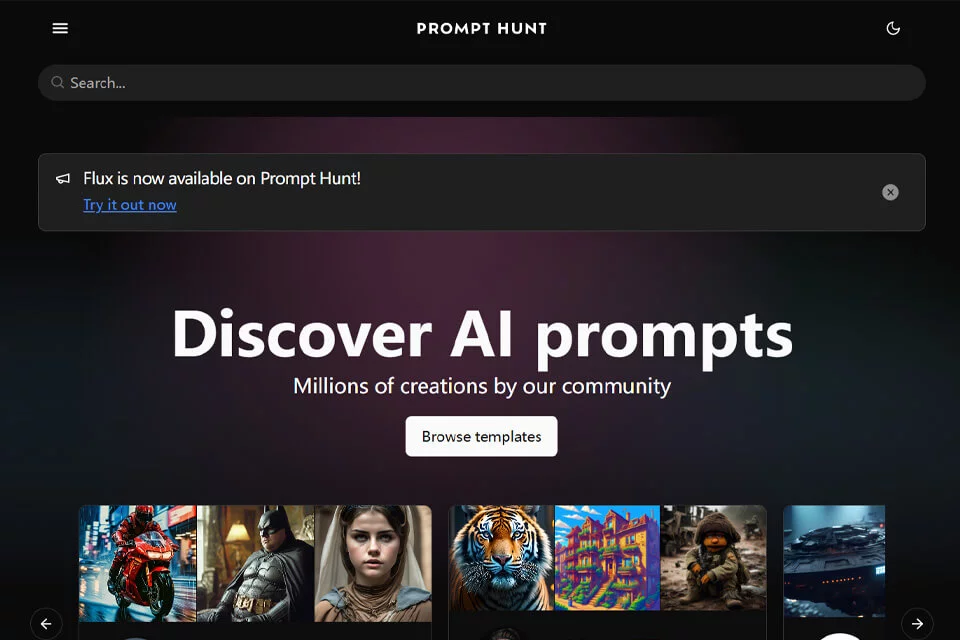 PROMPT HUNT
Search...
Flux is now available on Prompt Hunt!
Try it out now
Discover AI prompts
Millions of creations by our community
Browse templates